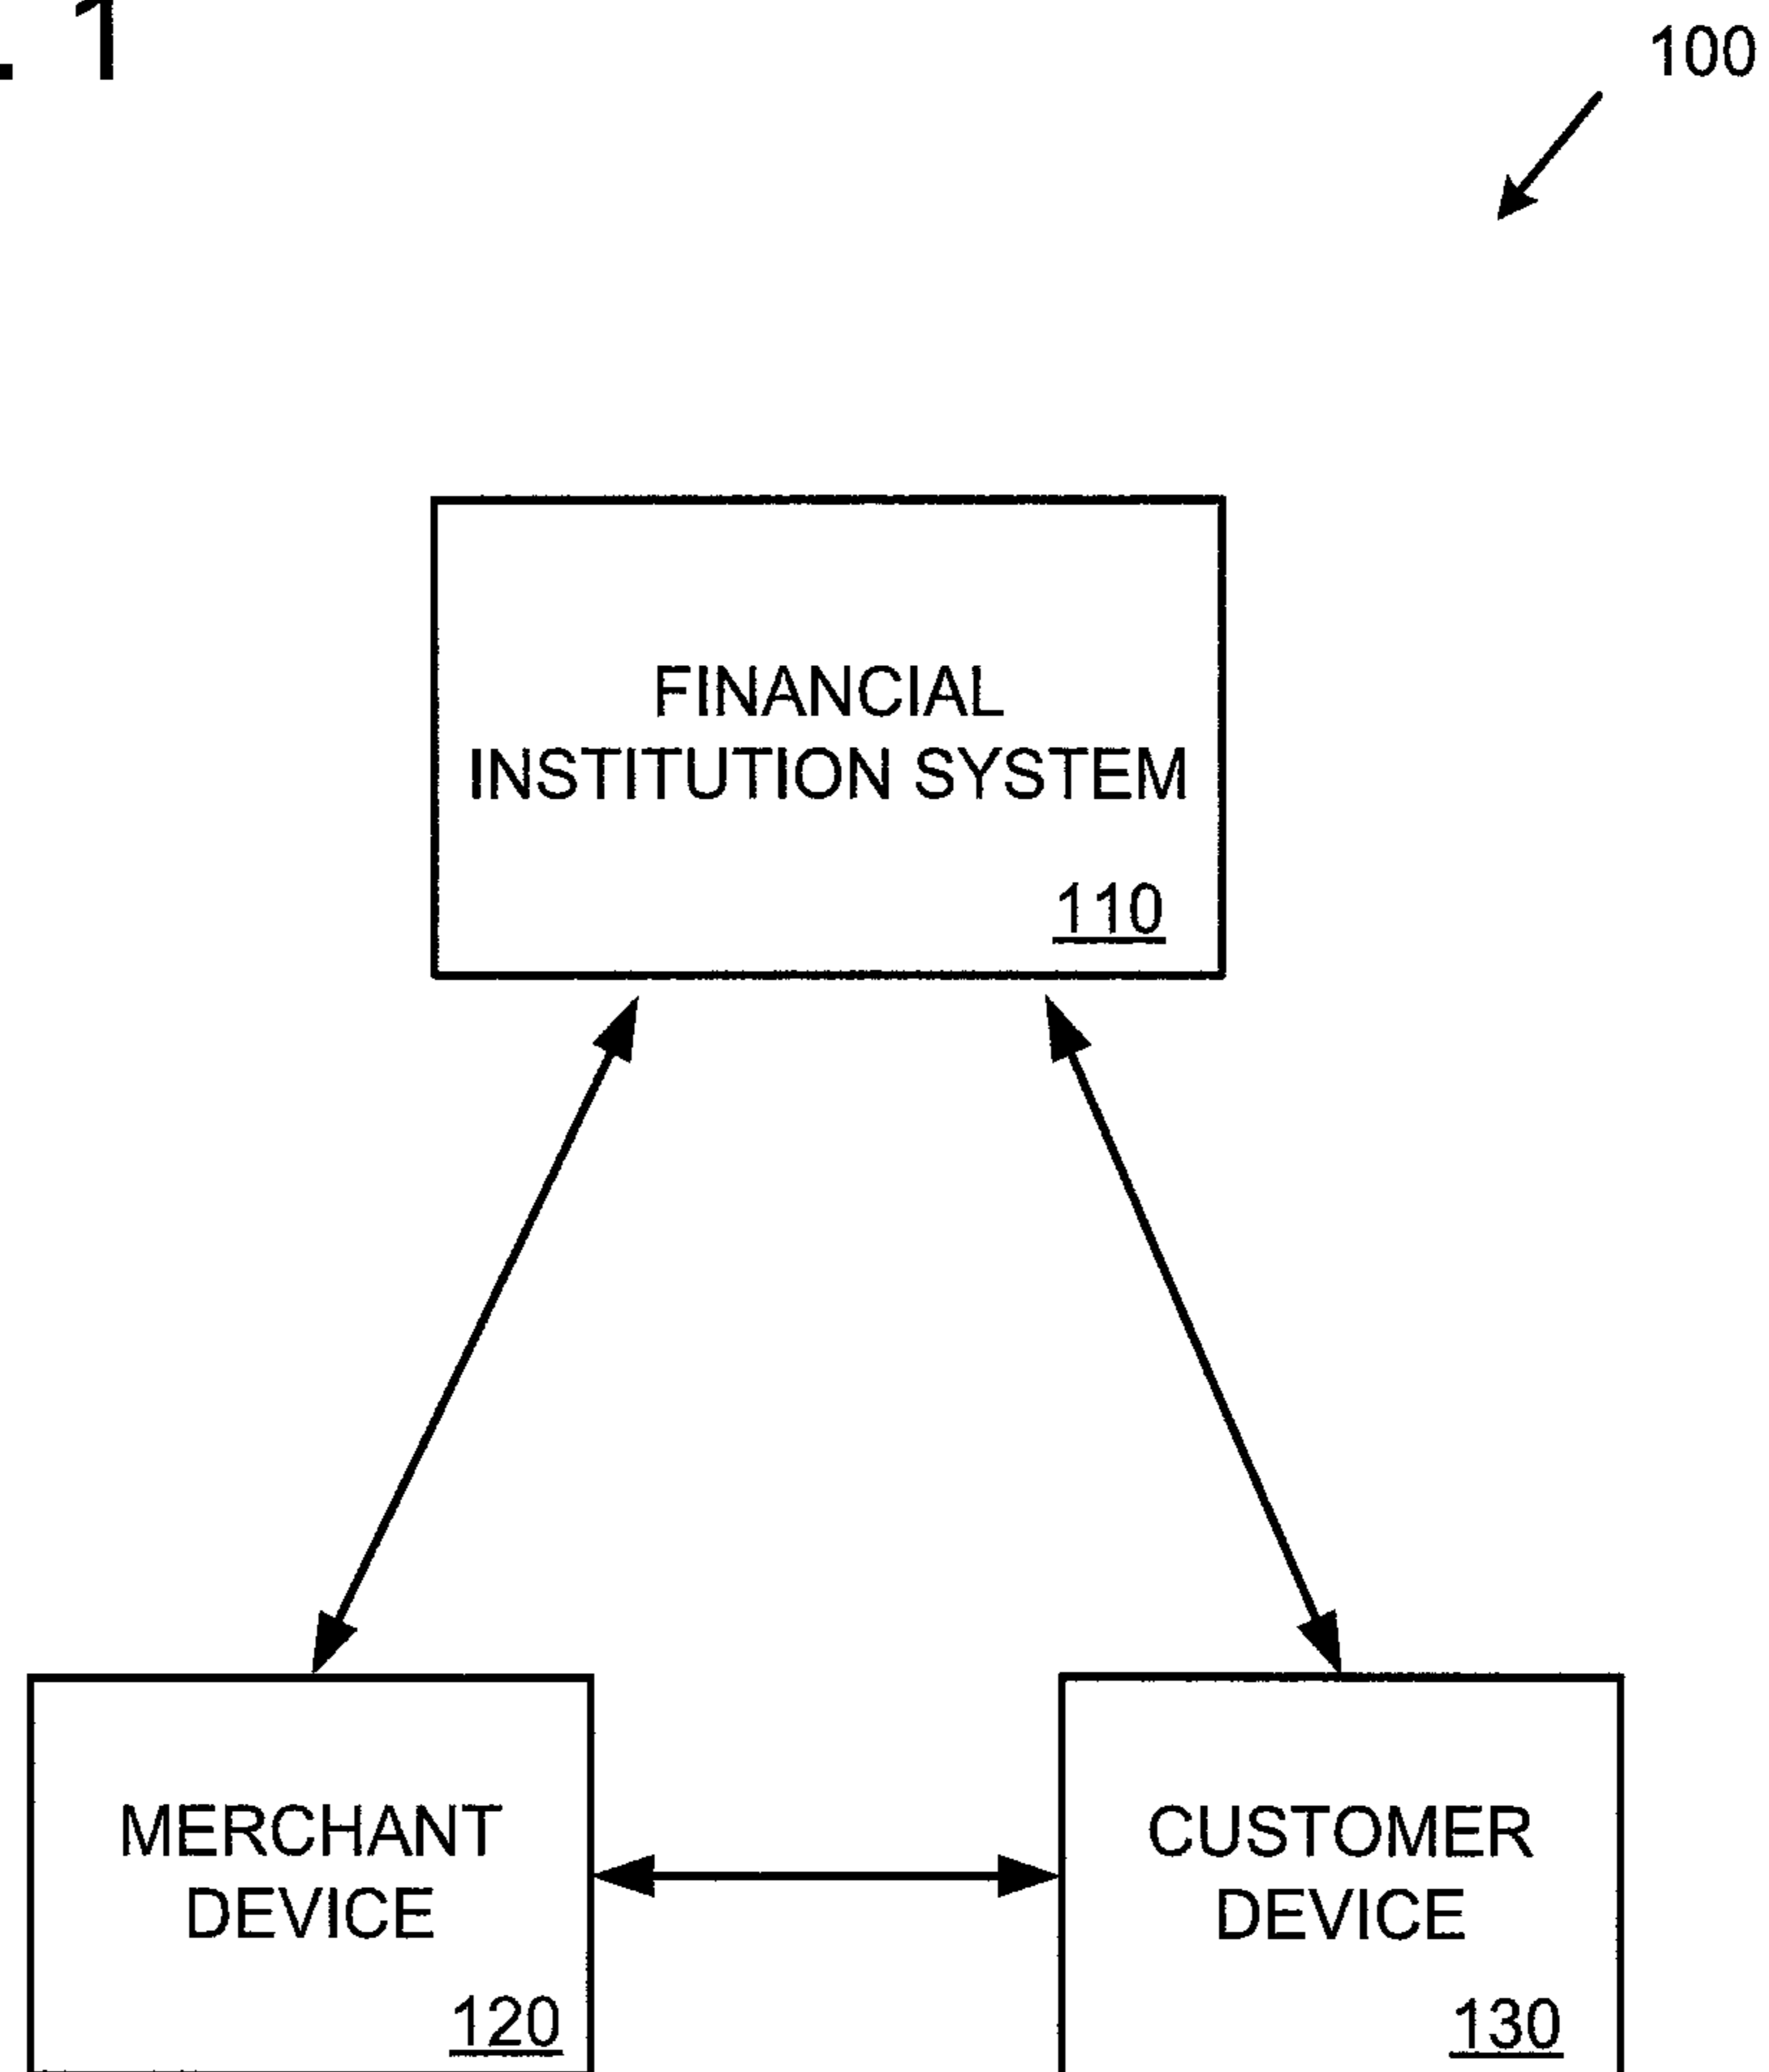 . 1
100
FINANCIAL
INSTITUTION SYSTEM
110
MERCHANT
DEVICE
120
CUSTOMER
DEVICE
130